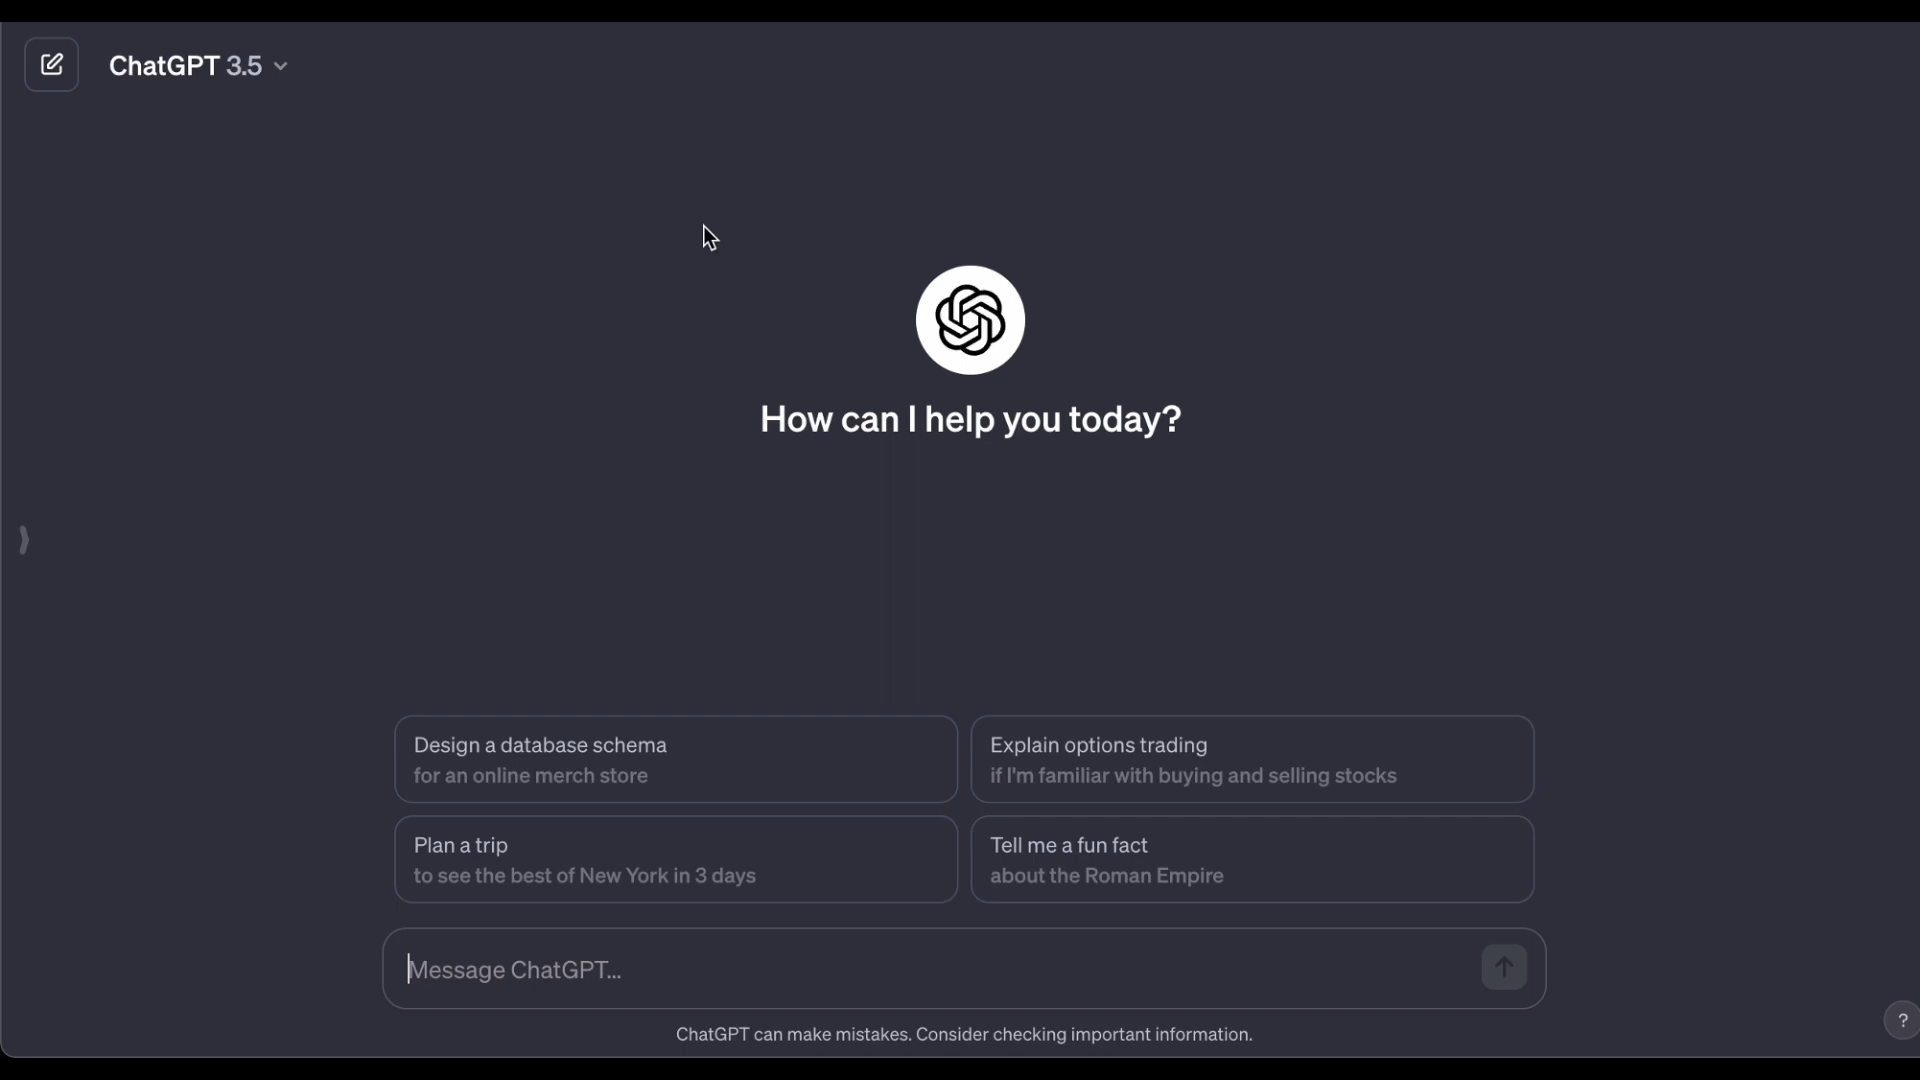 ChatGPT 3.5
How can I help you today?
Design a database schema
for an online merch store
Explain options trading
if I'm familiar with buying and selling stocks
Plan a trip
to see the best of New York in 3 days
Tell me a fun fact
about the Roman Empire
Message ChatGPT...
ChatGPT can make mistakes. Consider checking important information.
?